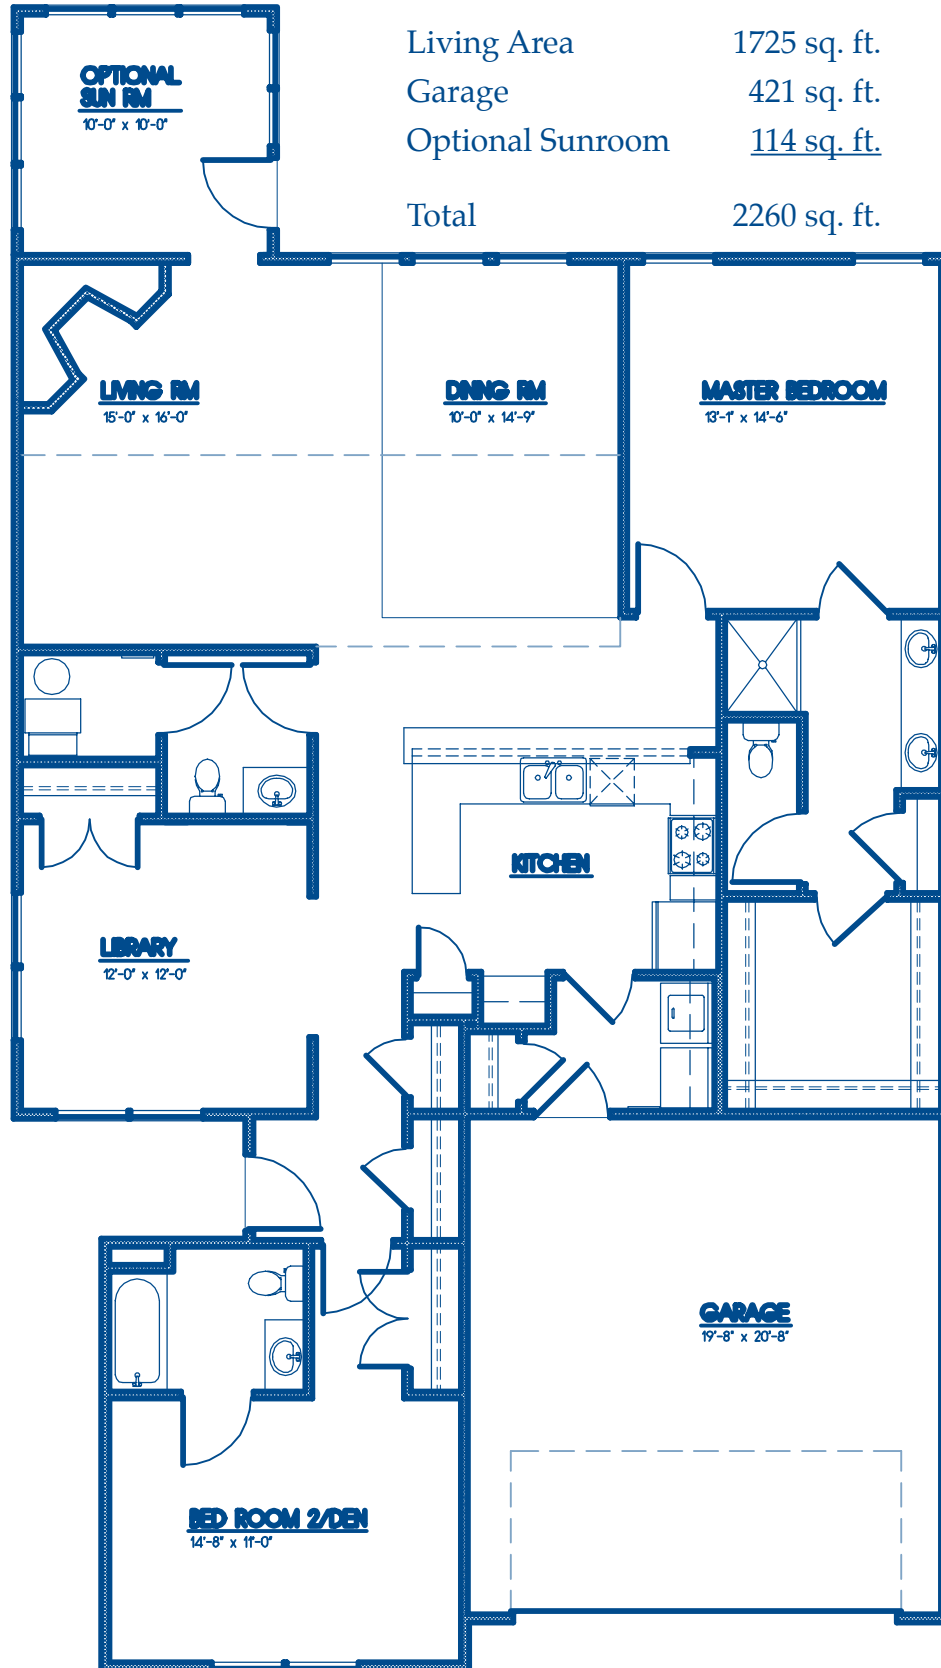 Living Area 1725 sq. ft.
Garage 421 sq. ft.
Optional Sunroom 114 sq. ft.
Total 2260 sq. ft.
OPTIONAL
SUN RM
10'-0" x 10'-0"
LIVING RM
15'-0" x 16'-0"
DINING RM
10'-0" x 14'-9"
MASTER BEDROOM
13'-1" x 14'-6"
KITCHEN
LIBRARY
12'-0" x 12'-0"
GARAGE
19'-8" x 20'-8"
BED ROOM 2/DEN
14'-8" x 11'-0"